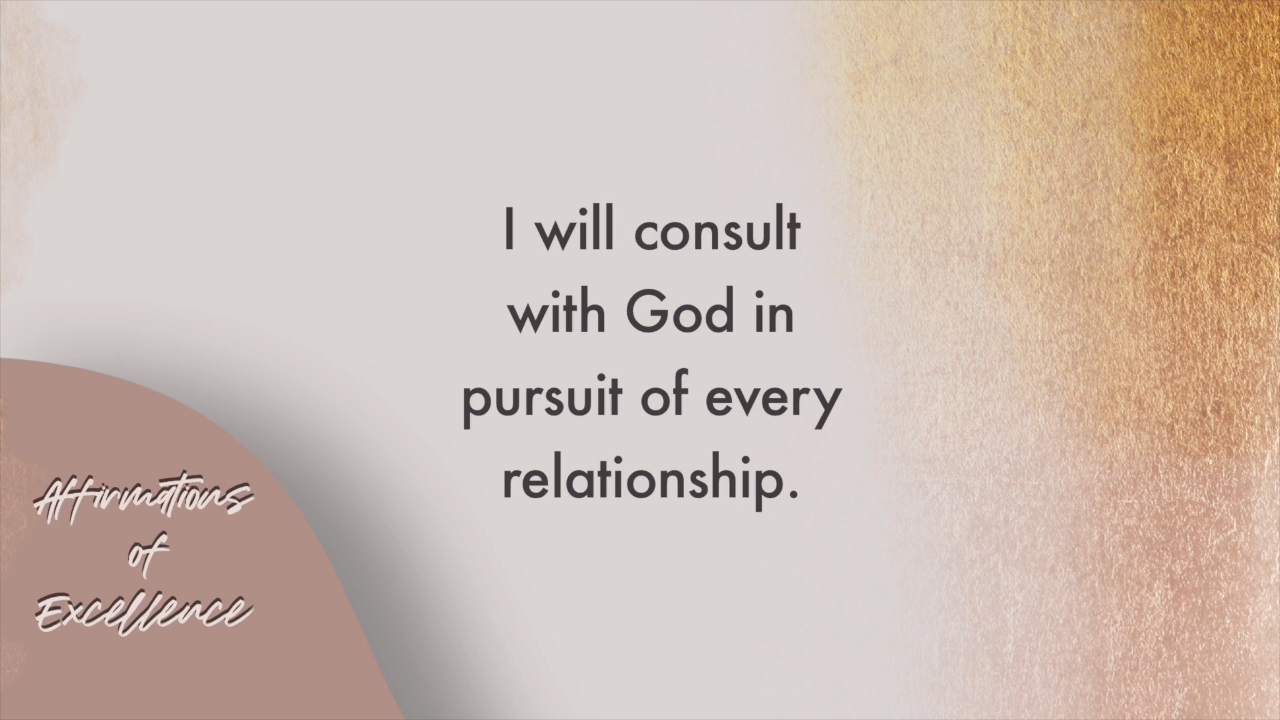 I will consult
with God in
pursuit of every
relationship.
Affirmations
of
Excellence